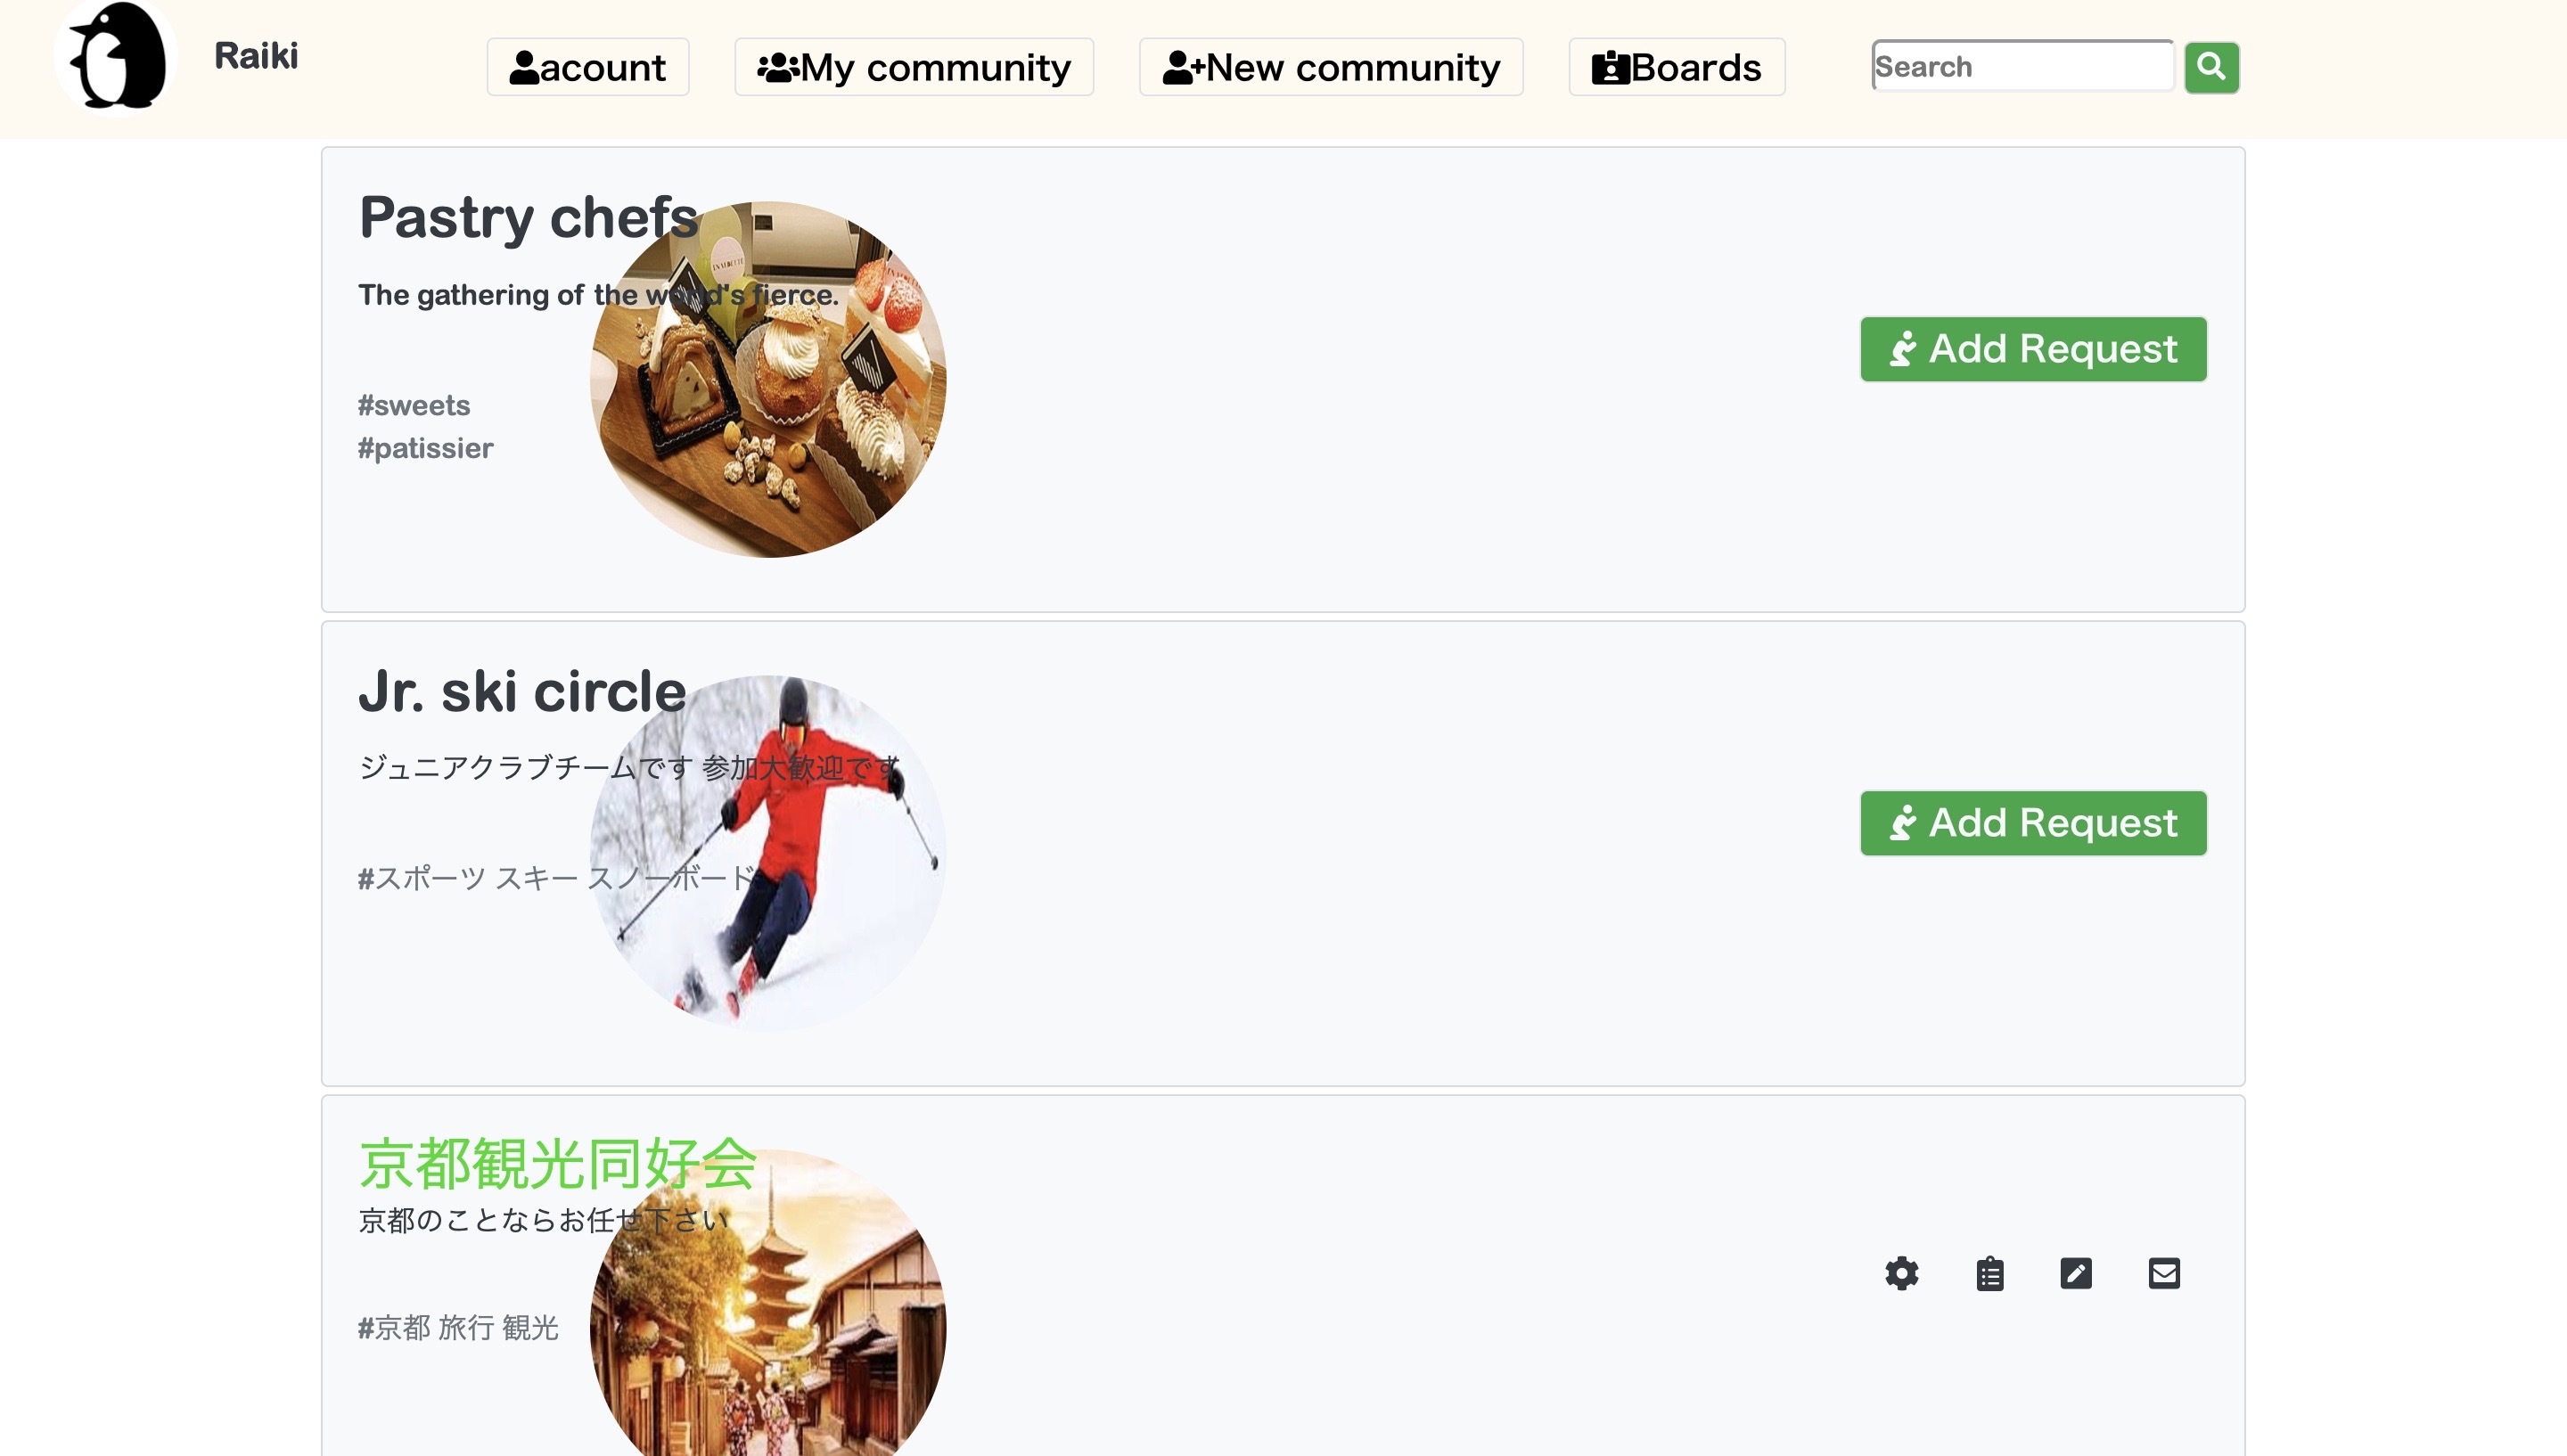 Raiki
acount
My community
New community
Boards
Search
Pastry chefs
The gathering of the world's fierce.
#sweets
#patissier
Add Request
Jr. ski circle
ジュニアクラブチームです 参加大歓迎です
#スポーツ スキー スノーボード
Add Request
京都観光同好会
京都のことならお任せ下さい
#京都 旅行 観光